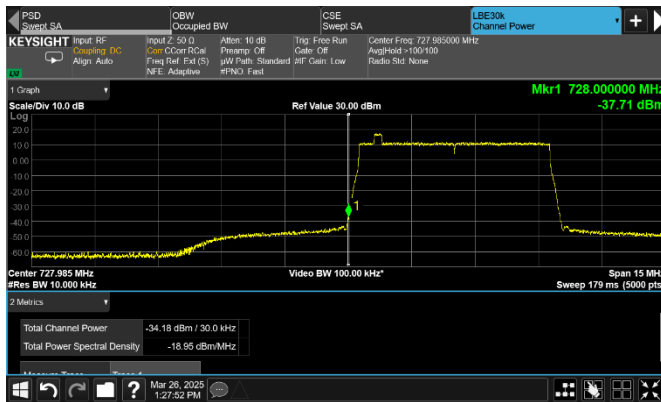 PSD
Swept SA
OBW
Occupied BW
CSE
Swept SA
LBE30k
Channel Power
KEYSIGHT
Input: RF
Coupling: DC
Align: Auto
Input Z: 50 Ω
Corr CCorr RCal
Freq Ref: Ext (S)
NFE: Adaptive
Atten: 10 dB
Preamp: Off
µW Path: Standard
#PNO: Fast
Trig: Free Run
Gate: Off
#IF Gain: Low
Center Freq: 727.985000 MHz
Avg|Hold:>100/100
Radio Std: None
1 Graph
Mkr1 728.000000 MHz
Scale/Div 10.0 dB
Ref Value 30.00 dBm
-37.71 dBm
Log
20.0
10.0
0.00
-10.0
-20.0
-30.0
-40.0
-50.0
-60.0
1
Center 727.985 MHz
Video BW 100.00 kHz*
Span 15 MHz
#Res BW 10.000 kHz
Sweep 179 ms (5000 pts)
2 Metrics
Total Channel Power
-34.18 dBm / 30.0 kHz
Total Power Spectral Density
-18.95 dBm/MHz
?
Mar 26, 2025
1:27:52 PM